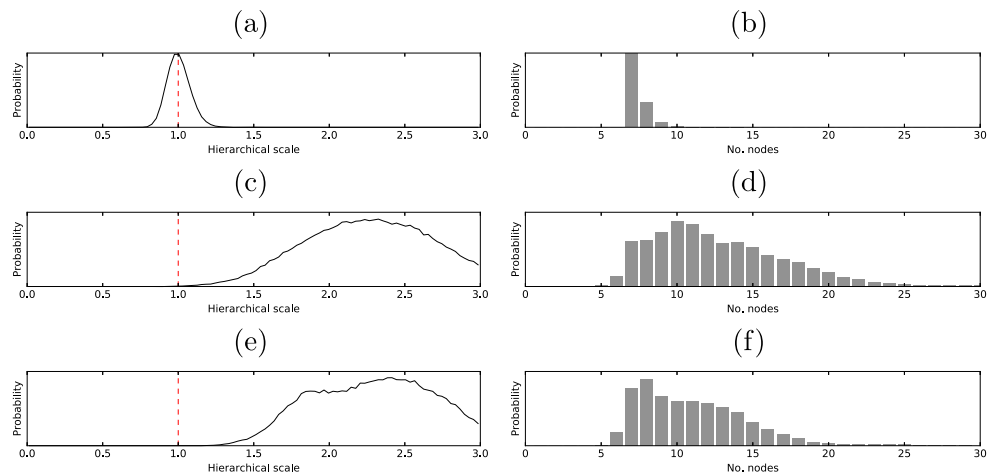 (a) (b)
Probability
0.0 0.5 1.0 1.5 2.0 2.5 3.0
Hierarchical scale
Probability
0 5 10 15 20 25 30
No. nodes
(c) (d)
Probability
0.0 0.5 1.0 1.5 2.0 2.5 3.0
Hierarchical scale
Probability
0 5 10 15 20 25 30
No. nodes
(e) (f)
Probability
0.0 0.5 1.0 1.5 2.0 2.5 3.0
Hierarchical scale
Probability
0 5 10 15 20 25 30
No. nodes